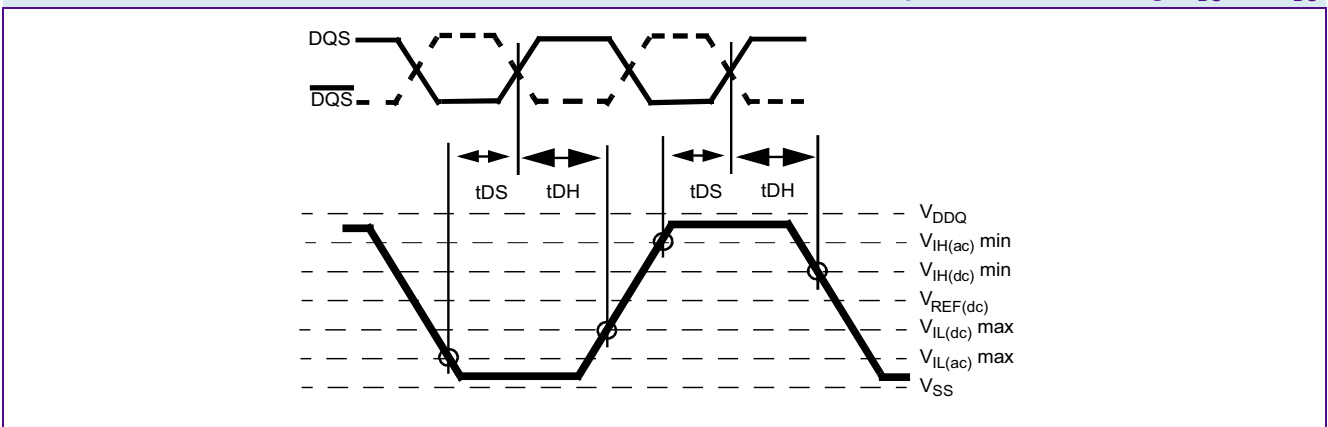 DQS
DQS
tDS tDH tDS tDH
VDDQ
VIH(ac) min
VIH(dc) min
VREF(dc)
VIL(dc) max
VIL(ac) max
VSS